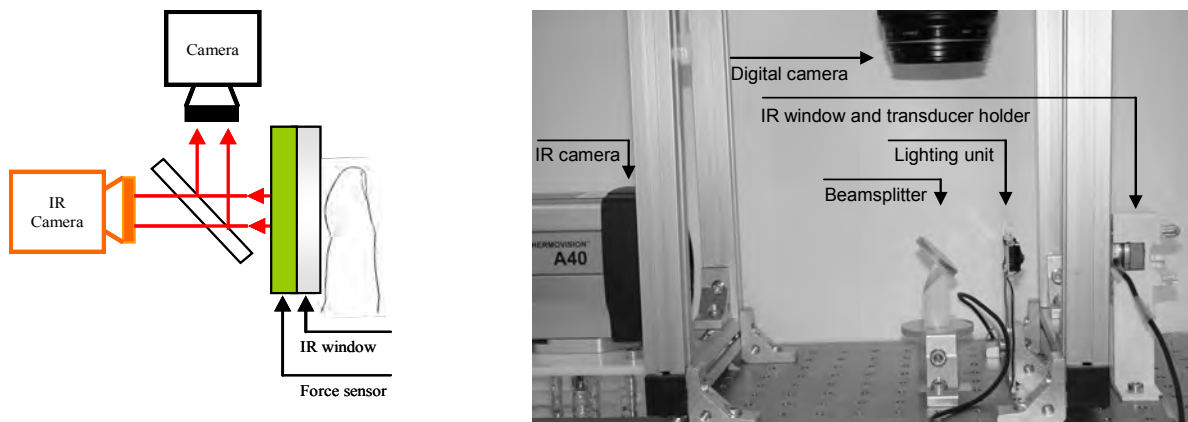 Camera
IR
Camera
IR window
Force sensor
Digital camera
IR window and transducer holder
IR camera
Lighting unit
Beamsplitter
THERMOVISION™
A40